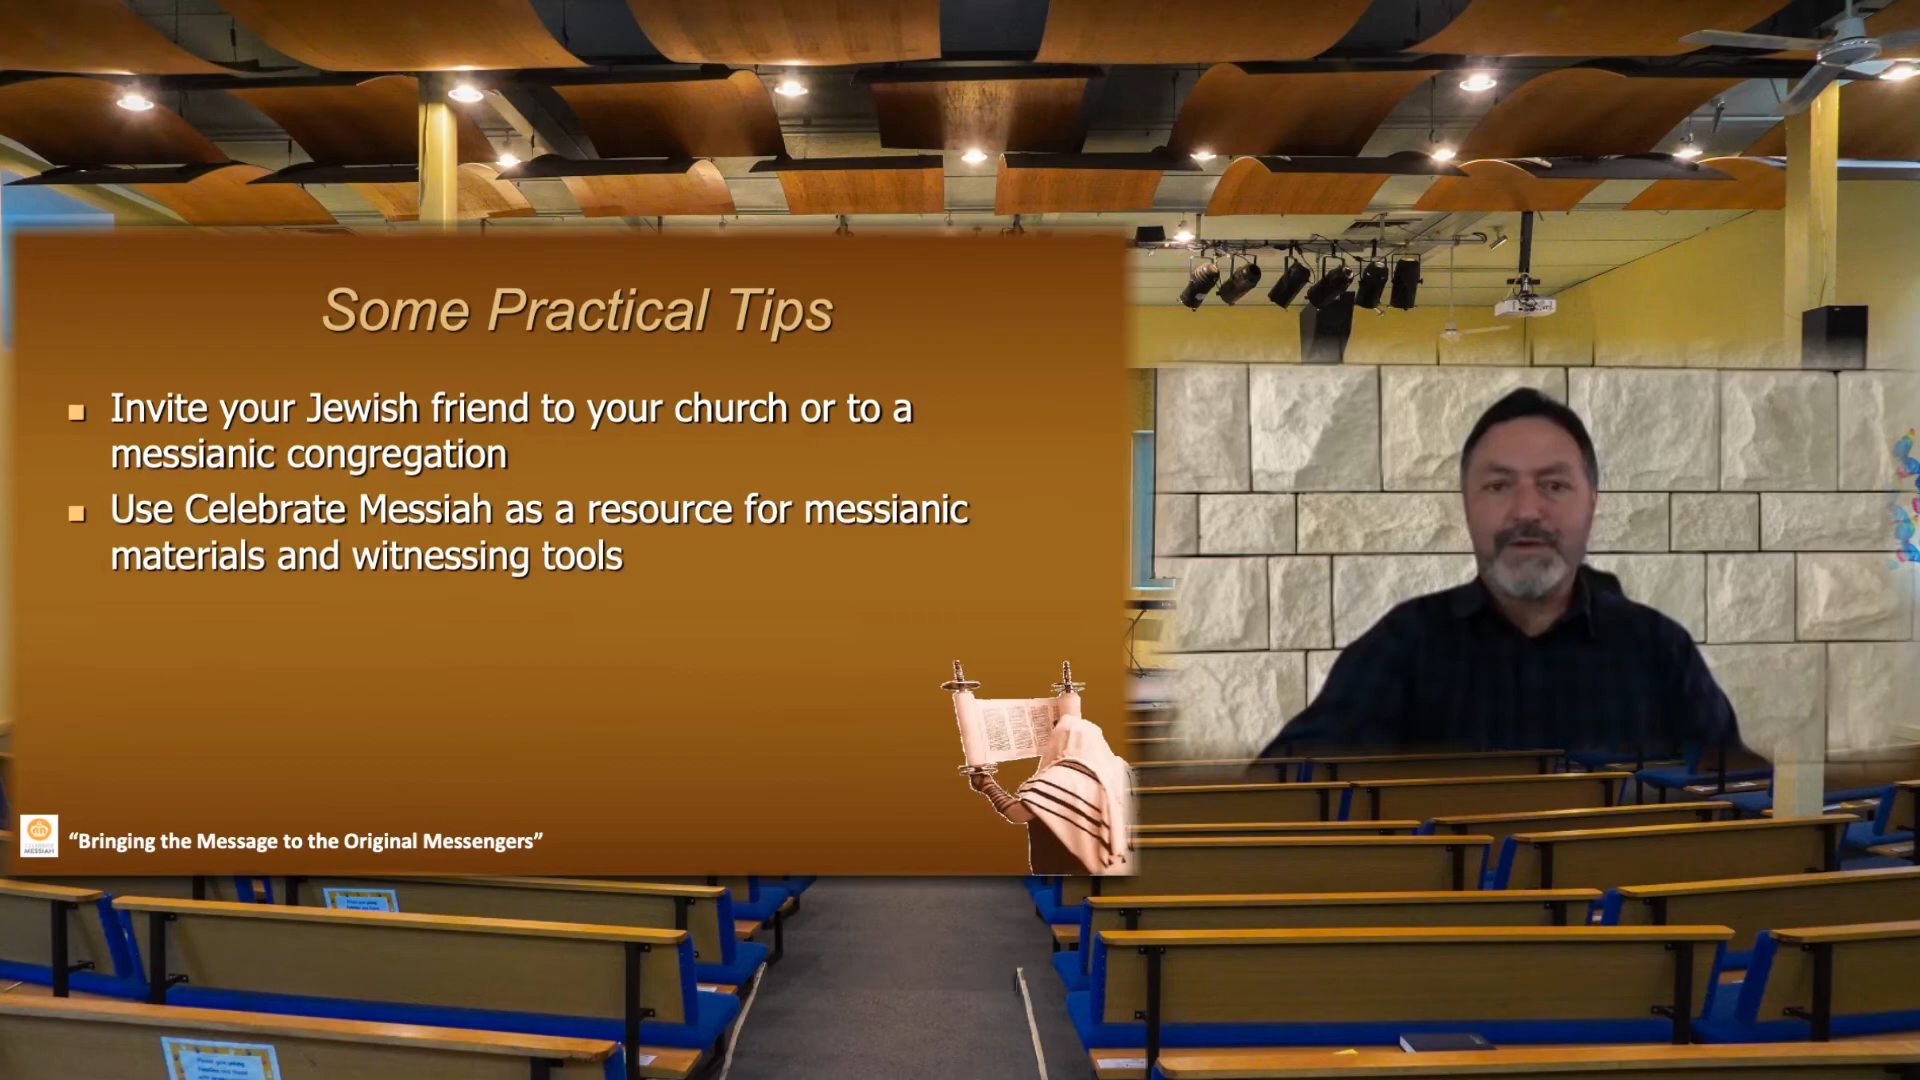 Some Practical Tips
Invite your Jewish friend to your church or to a
messianic congregation
Use Celebrate Messiah as a resource for messianic
materials and witnessing tools
MESSIAH
“Bringing the Message to the Original Messengers”